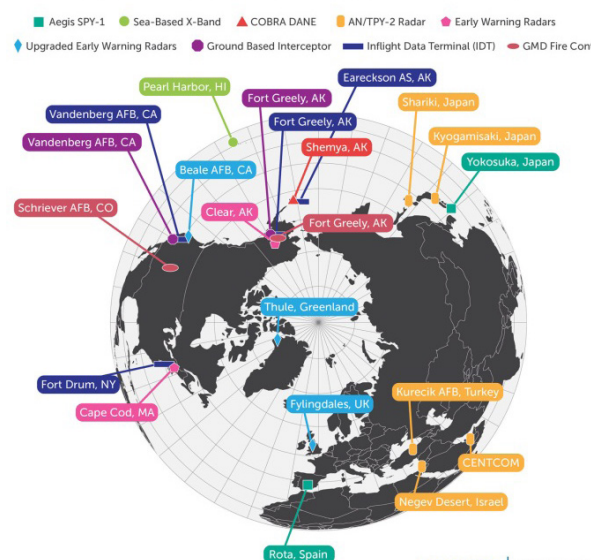 Aegis SPY-1 Sea-Based X-Band COBRA DANE AN/TPY-2 Radar Early Warning Radars
Upgraded Early Warning Radars Ground Based Interceptor Inflight Data Terminal (IDT) GMD Fire Con
Eareckson AS, AK
Pearl Harbor, HI
Fort Greely, AK
Shariki, Japan
Vandenberg AFB, CA
Fort Greely, AK
Kyogamisaki, Japan
Vandenberg AFB, CA
Shemya, AK
Yokosuka, Japan
Beale AFB, CA
Schriever AFB, CO
Clear, AK
Fort Greely, AK
Thule, Greenland
Fort Drum, NY
Kurecik AFB, Turkey
Cape Cod, MA
Fylingdales, UK
CENTCOM
Negev Desert, Israel
Rota, Spain